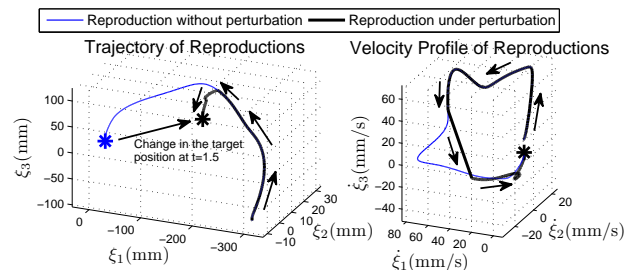 Reproduction without perturbation
Reproduction under perturbation
Trajectory of Reproductions
100
50
0
−50
−100
ξ3(mm)
Change in the target
position at t=1.5
0
−100
−200
−300
ξ1(mm)
−10
0
10
20
30
ξ2(mm)
Velocity Profile of Reproductions
60
40
20
0
−20
−40
ξ̇3(mm/s)
80
60
40
20
0
ξ̇1(mm/s)
−20
0
20
ξ̇2(mm/s)